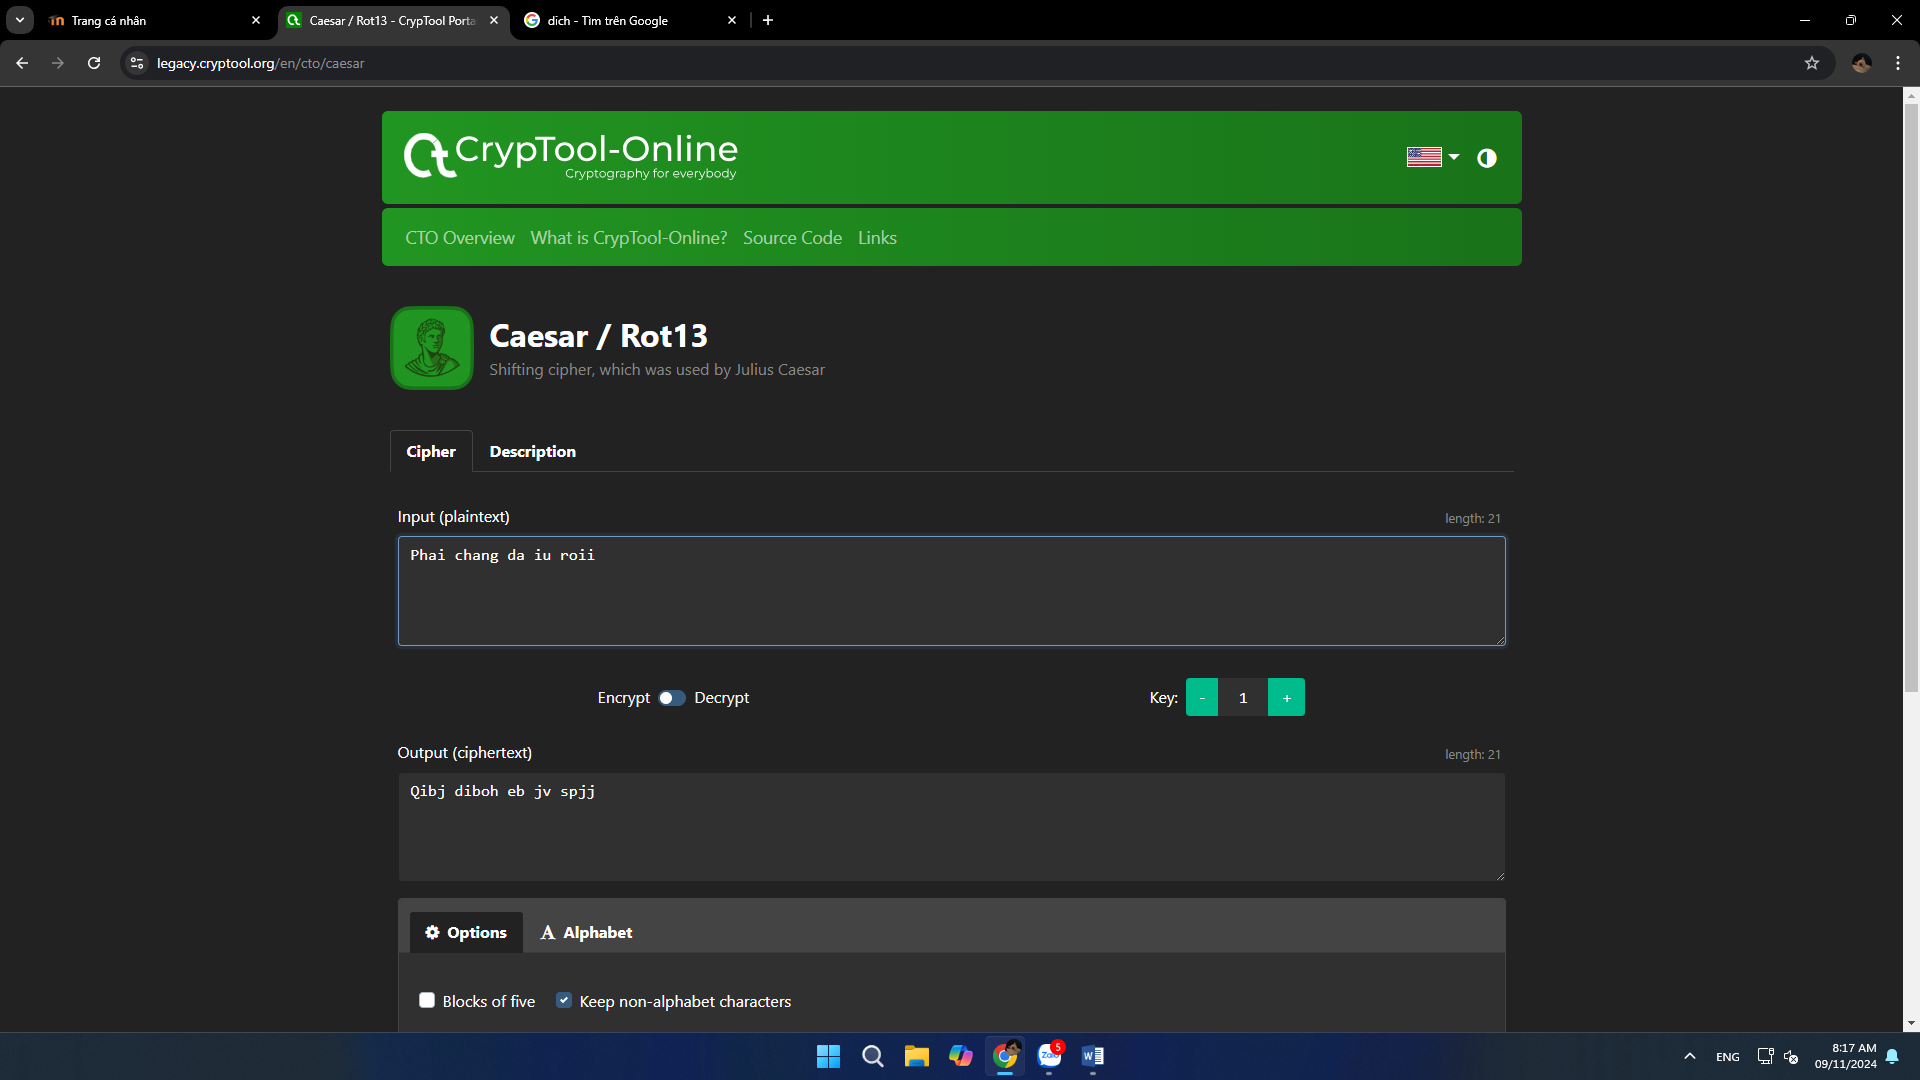 Trang cá nhân
Caesar / Rot13 - CrypTool Porta
dich - Tìm trên Google
legacy.cryptool.org/en/cto/caesar
CrypTool-Online
Cryptography for everybody
CTO Overview What is CrypTool-Online? Source Code Links
Caesar / Rot13
Shifting cipher, which was used by Julius Caesar
Cipher Description
Input (plaintext) length: 21
Phai chang da iu roii
Encrypt Decrypt Key: - 1 +
Output (ciphertext) length: 21
Qibj diboh eb jv spjj
Options A Alphabet
Blocks of five Keep non-alphabet characters
Zalo 5
ENG
8:17 AM
09/11/2024